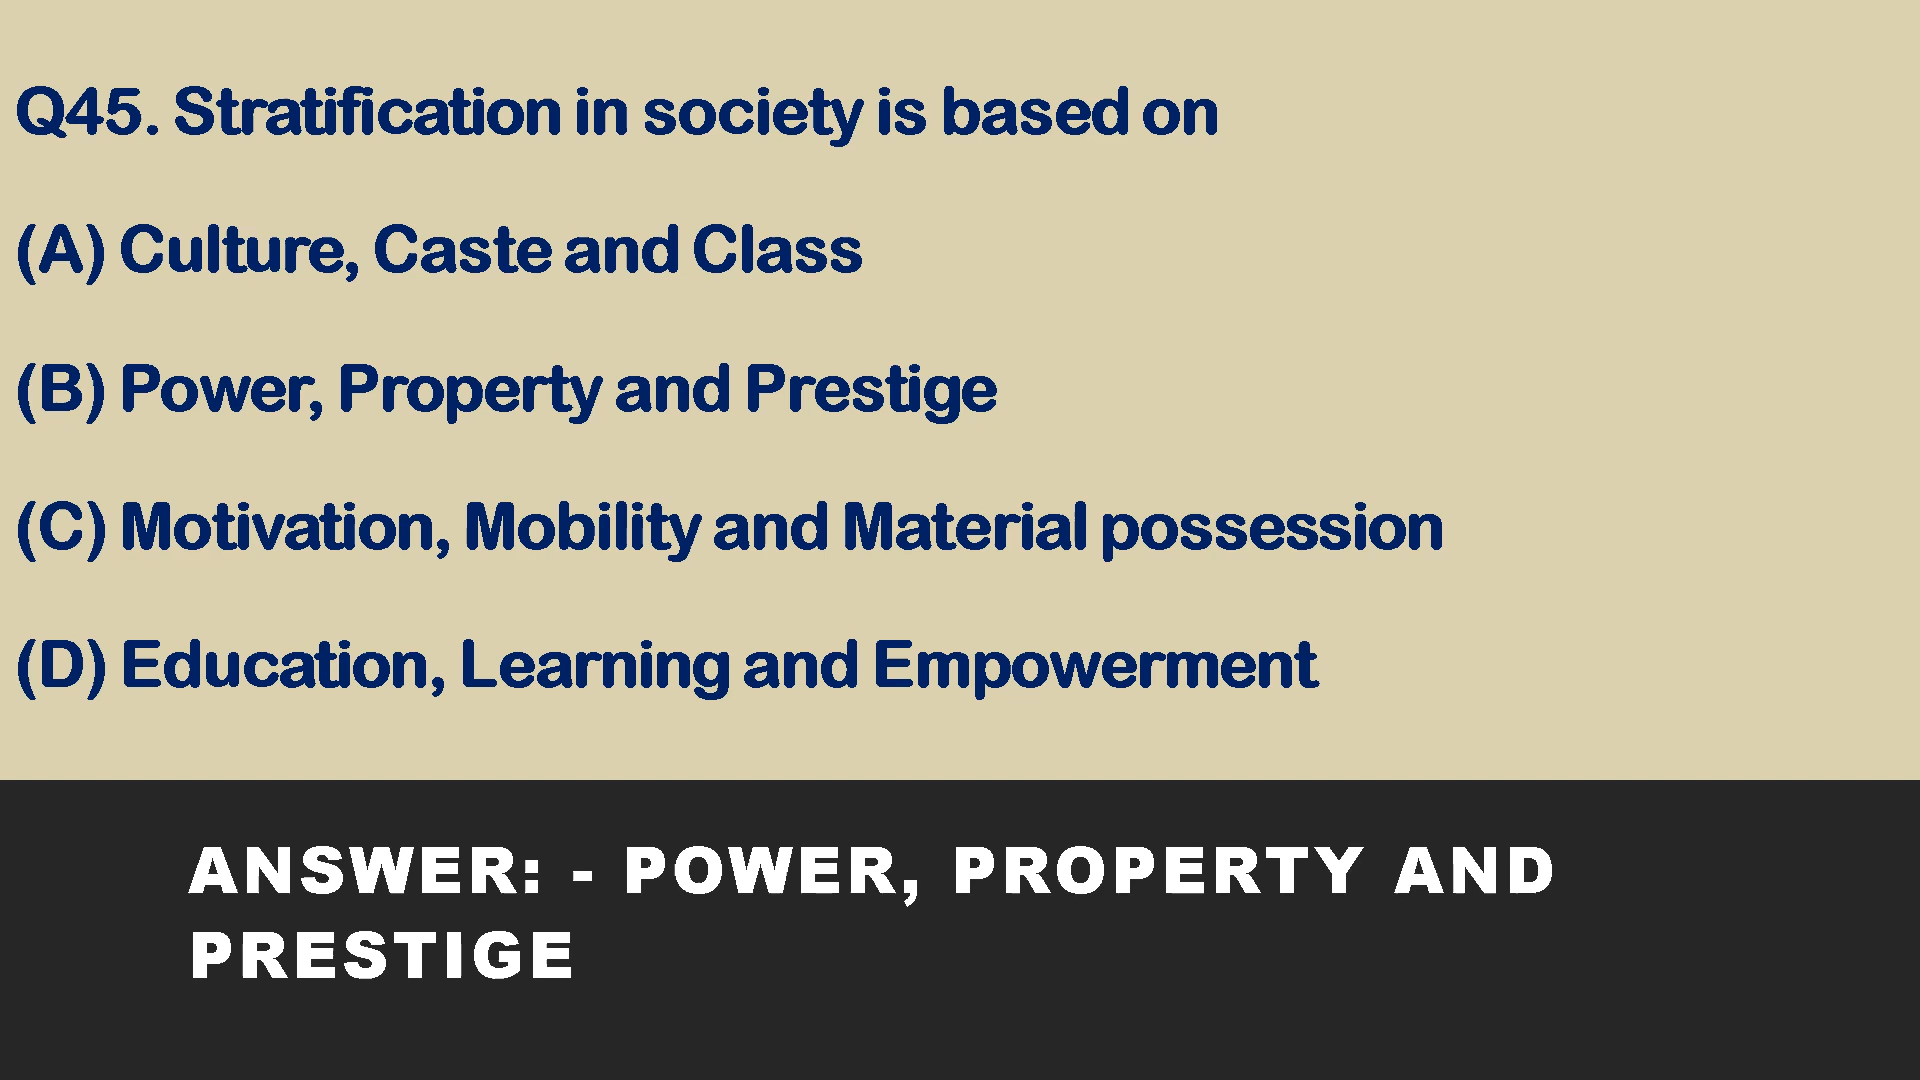 Q45. Stratification in society is based on
(A) Culture, Caste and Class
(B) Power, Property and Prestige
(C) Motivation, Mobility and Material possession
(D) Education, Learning and Empowerment
ANSWER: - POWER, PROPERTY AND
PRESTIGE